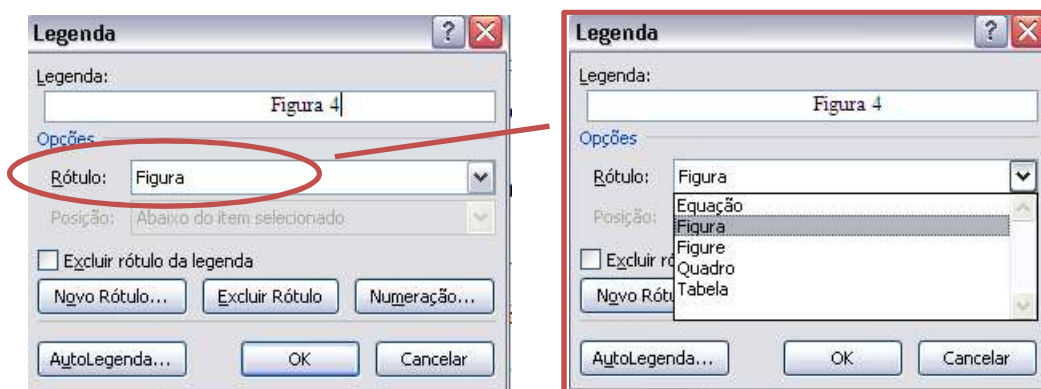 Legenda ?
Legenda:
Figura 4
Opções
Rótulo: Figura
Posição: Abaixo do item selecionado
Excluir rótulo da legenda
Novo Rótulo... Excluir Rótulo Numeração...
AutoLegenda... OK Cancelar
Legenda ?
Legenda:
Figura 4
Opções
Rótulo: Figura
Posição:
Equação
Figura
Figure
Quadro
Tabela
Excluir ró
Novo Rótu
AutoLegenda... OK Cancelar